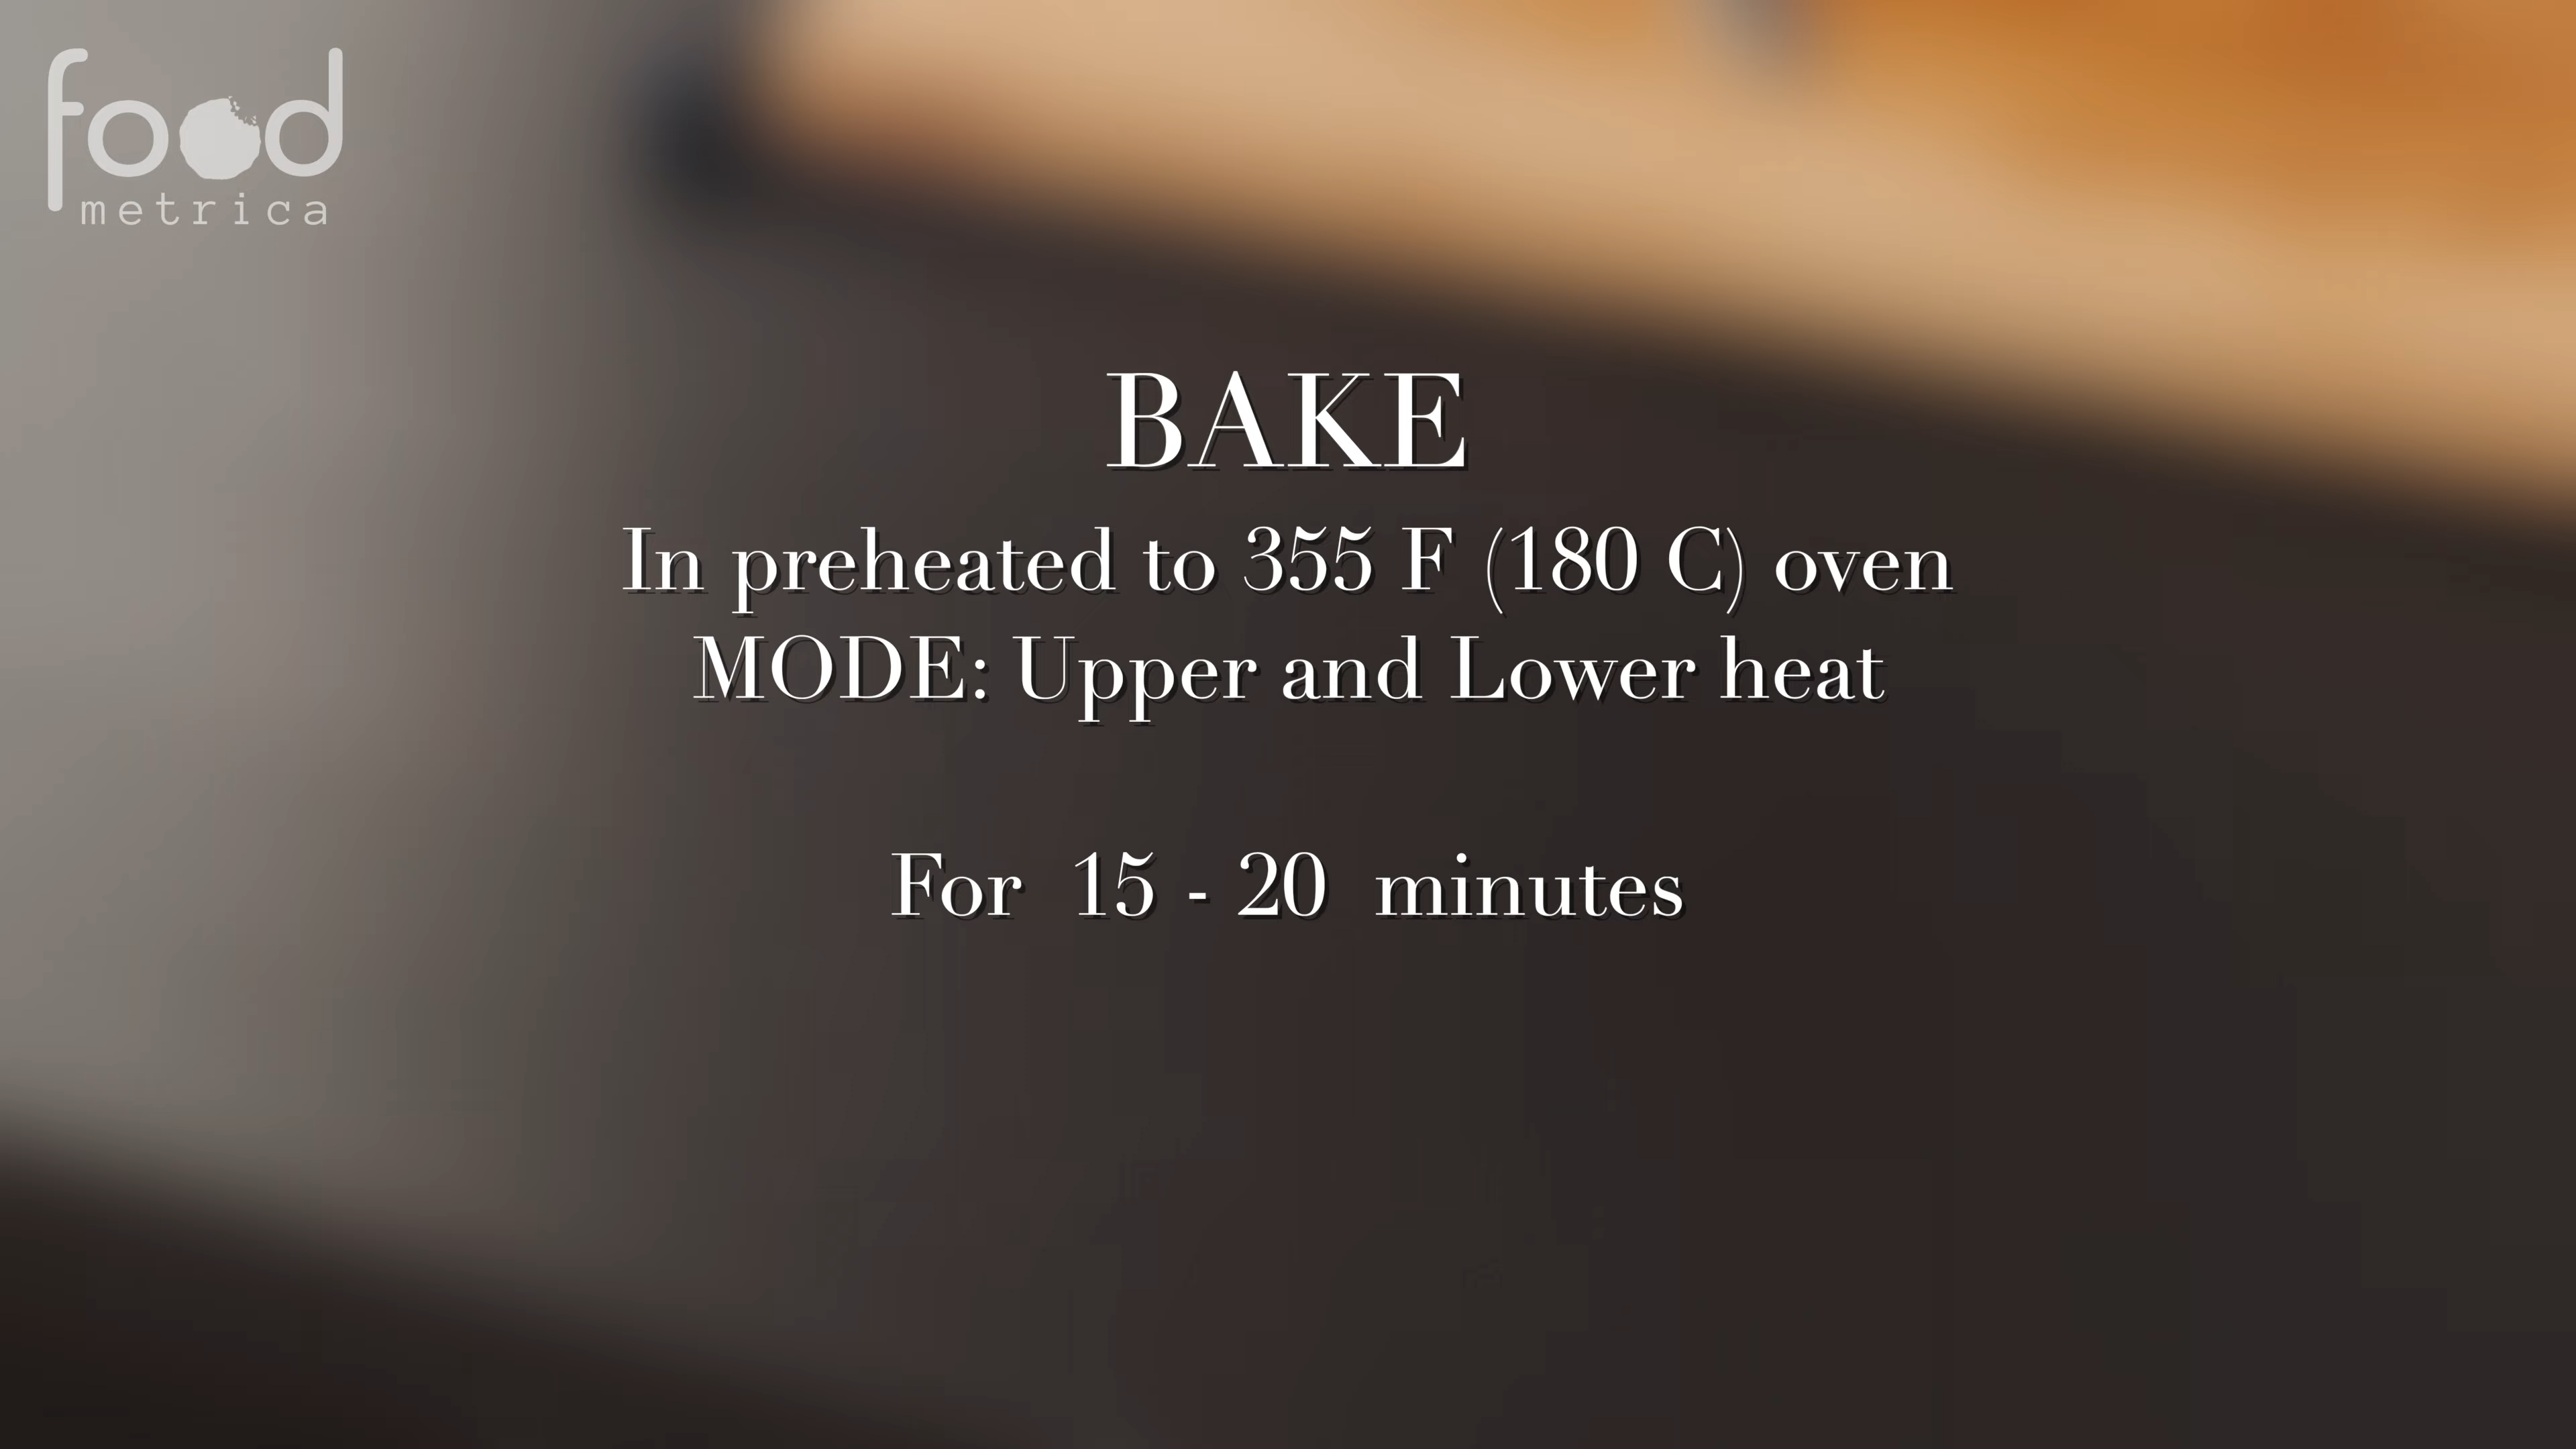 food
metrica
BAKE
In preheated to 355 F (180 C) oven
MODE: Upper and Lower heat
For 15 - 20 minutes